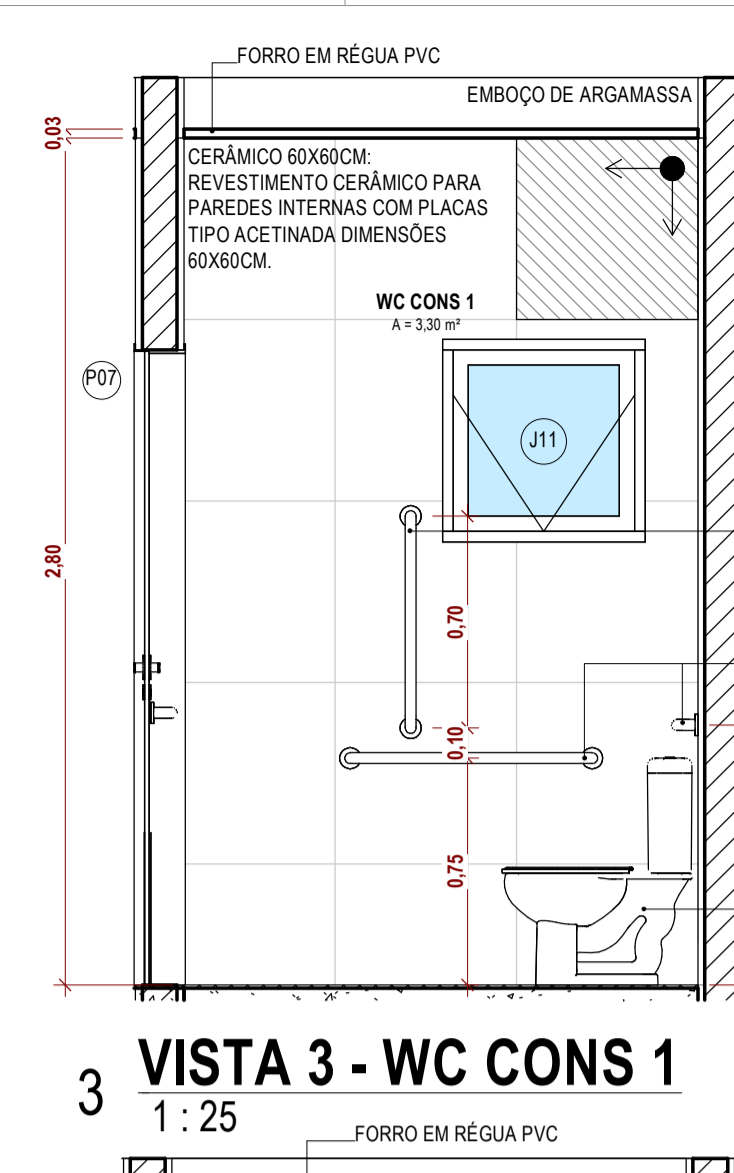 FORRO EM RÉGUA PVC
EMBOÇO DE ARGAMASSA
0,03
CERÂMICO 60X60CM:
REVESTIMENTO CERÂMICO PARA
PAREDES INTERNAS COM PLACAS
TIPO ACETINADA DIMENSÕES
60X60CM.
WC CONS 1
A = 3,30 m²
P07
J11
2,80
0,70
0,10
0,75
3
VISTA 3 - WC CONS 1
1 : 25
FORRO EM RÉGUA PVC